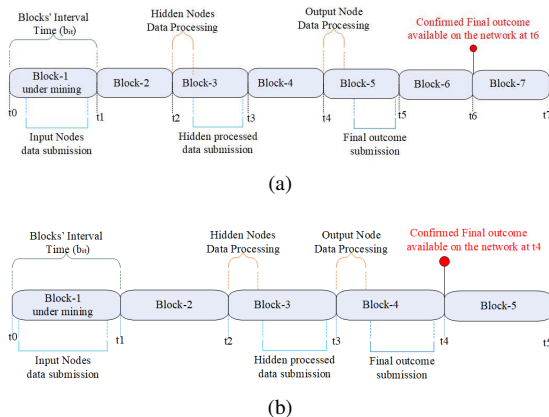 Blocks' Interval
Time (bit)
Hidden Nodes
Data Processing
Output Node
Data Processing
Confirmed Final outcome
available on the network at t6
Block-1
under mining
Block-2
Block-3
Block-4
Block-5
Block-6
Block-7
t0
t1
t2
t3
t4
t5
t6
t7
Input Nodes
data submission
Hidden processed
data submission
Final outcome
submission
(a)
Blocks' Interval
Time (bit)
Hidden Nodes
Data Processing
Output Node
Data Processing
Confirmed Final outcome
available on the network at t4
Block-1
under mining
Block-2
Block-3
Block-4
Block-5
t0
t1
t2
t3
t4
t5
Input Nodes
data submission
Hidden processed
data submission
Final outcome
submission
(b)